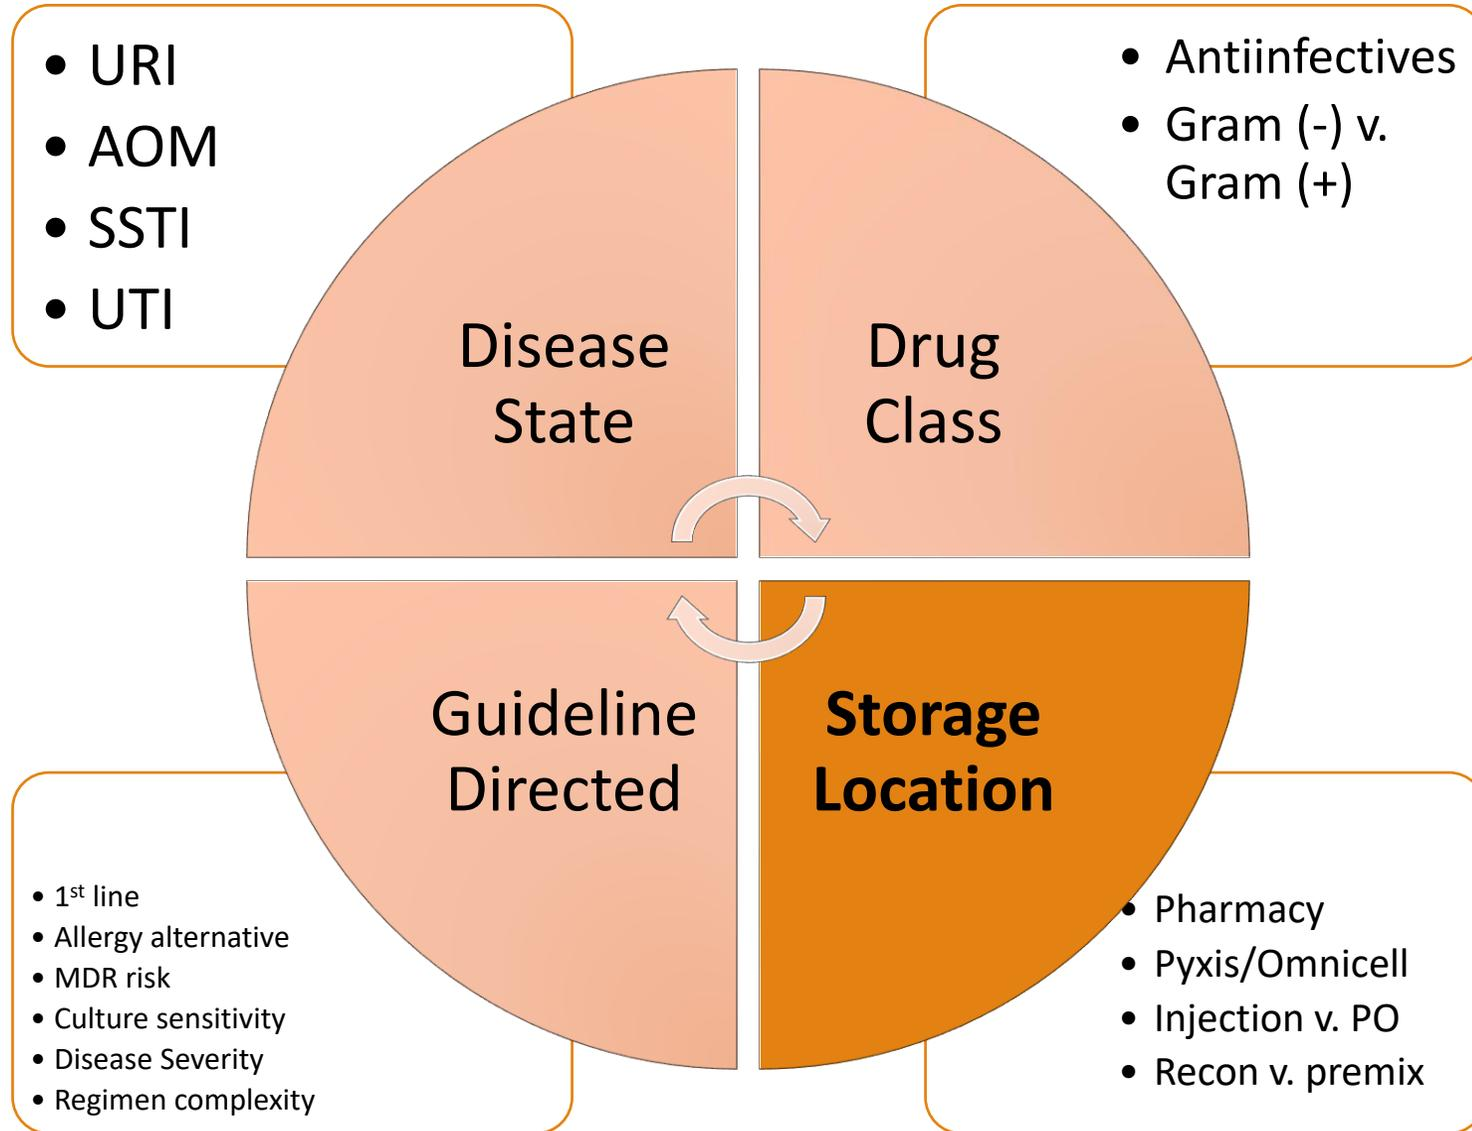 • URI
• AOM
• SSTI
• UTI
• Antiinfectives
• Gram (-) v.
Gram (+)
Disease
State
Drug
Class
Guideline
Directed
Storage
Location
• 1st line
• Allergy alternative
• MDR risk
• Culture sensitivity
• Disease Severity
• Regimen complexity
• Pharmacy
• Pyxis/Omnicell
• Injection v. PO
• Recon v. premix